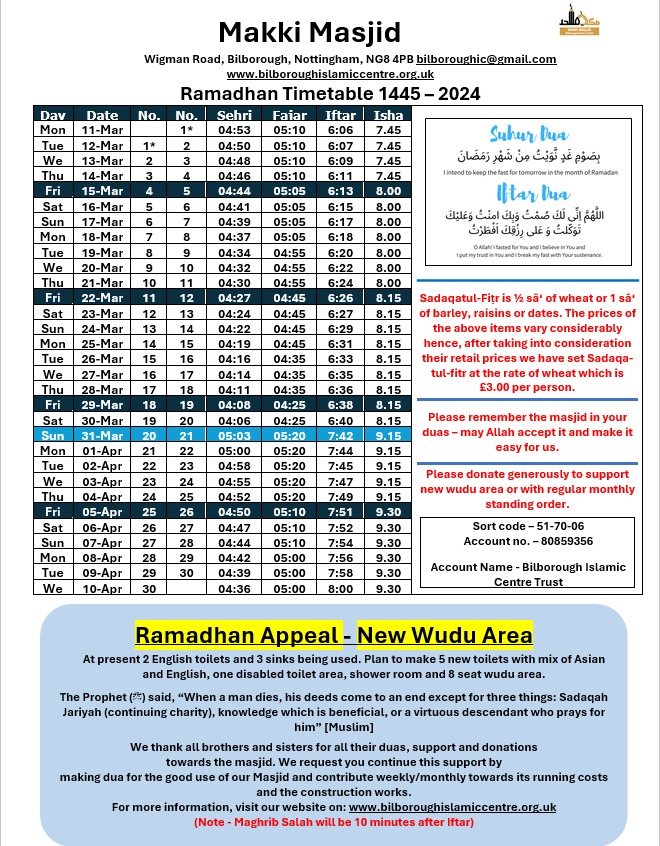 Makki Masjid
Wigman Road, Bilborough, Nottingham, NG8 4PB bilboroughic@gmail.com
www.bilboroughislamiccentre.org.uk
Ramadhan Timetable 1445 – 2024
Day Date No. No. Sehri Fajar Iftar Isha
Mon 11-Mar 1* 04:53 05:10 6:06 7.45
Tue 12-Mar 1* 2 04:50 05:10 6:07 7.45
We 13-Mar 2 3 04:48 05:10 6:09 7.45
Thu 14-Mar 3 4 04:46 05:10 6:11 7.45
Fri 15-Mar 4 5 04:44 05:05 6:13 8.00
Sat 16-Mar 5 6 04:41 05:05 6:15 8.00
Sun 17-Mar 6 7 04:39 05:05 6:17 8.00
Mon 18-Mar 7 8 04:37 05:05 6:18 8.00
Tue 19-Mar 8 9 04:34 04:55 6:20 8.00
We 20-Mar 9 10 04:32 04:55 6:22 8.00
Thu 21-Mar 10 11 04:30 04:55 6:24 8.00
Fri 22-Mar 11 12 04:27 04:45 6:26 8.15
Sat 23-Mar 12 13 04:24 04:45 6:27 8.15
Sun 24-Mar 13 14 04:22 04:45 6:29 8.15
Mon 25-Mar 14 15 04:19 04:45 6:31 8.15
Tue 26-Mar 15 16 04:16 04:35 6:33 8.15
We 27-Mar 16 17 04:14 04:35 6:35 8.15
Thu 28-Mar 17 18 04:11 04:35 6:36 8.15
Fri 29-Mar 18 19 04:08 04:25 6:38 8.15
Sat 30-Mar 19 20 04:06 04:25 6:40 8.15
Sun 31-Mar 20 21 05:03 05:20 7:42 9.15
Mon 01-Apr 21 22 05:00 05:20 7:44 9.15
Tue 02-Apr 22 23 04:58 05:20 7:45 9.15
We 03-Apr 23 24 04:55 05:20 7:47 9.15
Thu 04-Apr 24 25 04:52 05:20 7:49 9.15
Fri 05-Apr 25 26 04:50 05:10 7:51 9.30
Sat 06-Apr 26 27 04:47 05:10 7:52 9.30
Sun 07-Apr 27 28 04:44 05:10 7:54 9.30
Mon 08-Apr 28 29 04:42 05:00 7:56 9.30
Tue 09-Apr 29 30 04:39 05:00 7:58 9.30
We 10-Apr 30 04:36 05:00 8:00 9.30
Suhur Dua
بِصَوْمِ غَدٍ نَّوَيْتُ مِنْ شَهْرِ رَمَضَانَ
I intend to keep the fast for tomorrow in the month of Ramadan
Iftar Dua
اللَّهُمَّ اِنِّى لَكَ صُمْتُ وَبِكَ امَنْتُ وَعَلَيْكَ
تَوَكَّلْتُ وَ عَلى رِزْقِكَ اَفْطَرْتُ
O Allah! I fasted for You and I believe in You and
I put my trust in You and I break my fast with Your sustenance.
Sadaqatul-Fiṭr is ½ sā‘ of wheat or 1 sā‘
of barley, raisins or dates. The prices of
the above items vary considerably
hence, after taking into consideration
their retail prices we have set Sadaqa-
tul-fitr at the rate of wheat which is
£3.00 per person.
Please remember the masjid in your
duas – may Allah accept it and make it
easy for us.
Please donate generously to support
new wudu area or with regular monthly
standing order.
Sort code – 51-70-06
Account no. – 80859356
Account Name - Bilborough Islamic
Centre Trust
Ramadhan Appeal - New Wudu Area
At present 2 English toilets and 3 sinks being used. Plan to make 5 new toilets with mix of Asian
and English, one disabled toilet area, shower room and 8 seat wudu area.
The Prophet (ﷺ) said, “When a man dies, his deeds come to an end except for three things: Sadaqah
Jariyah (continuing charity), knowledge which is beneficial, or a virtuous descendant who prays for
him” [Muslim]
We thank all brothers and sisters for all their duas, support and donations
towards the masjid. We request you continue this support by
making dua for the good use of our Masjid and contribute weekly/monthly towards its running costs
and the construction works.
For more information, visit our website on: www.bilboroughislamiccentre.org.uk
(Note - Maghrib Salah will be 10 minutes after Iftar)